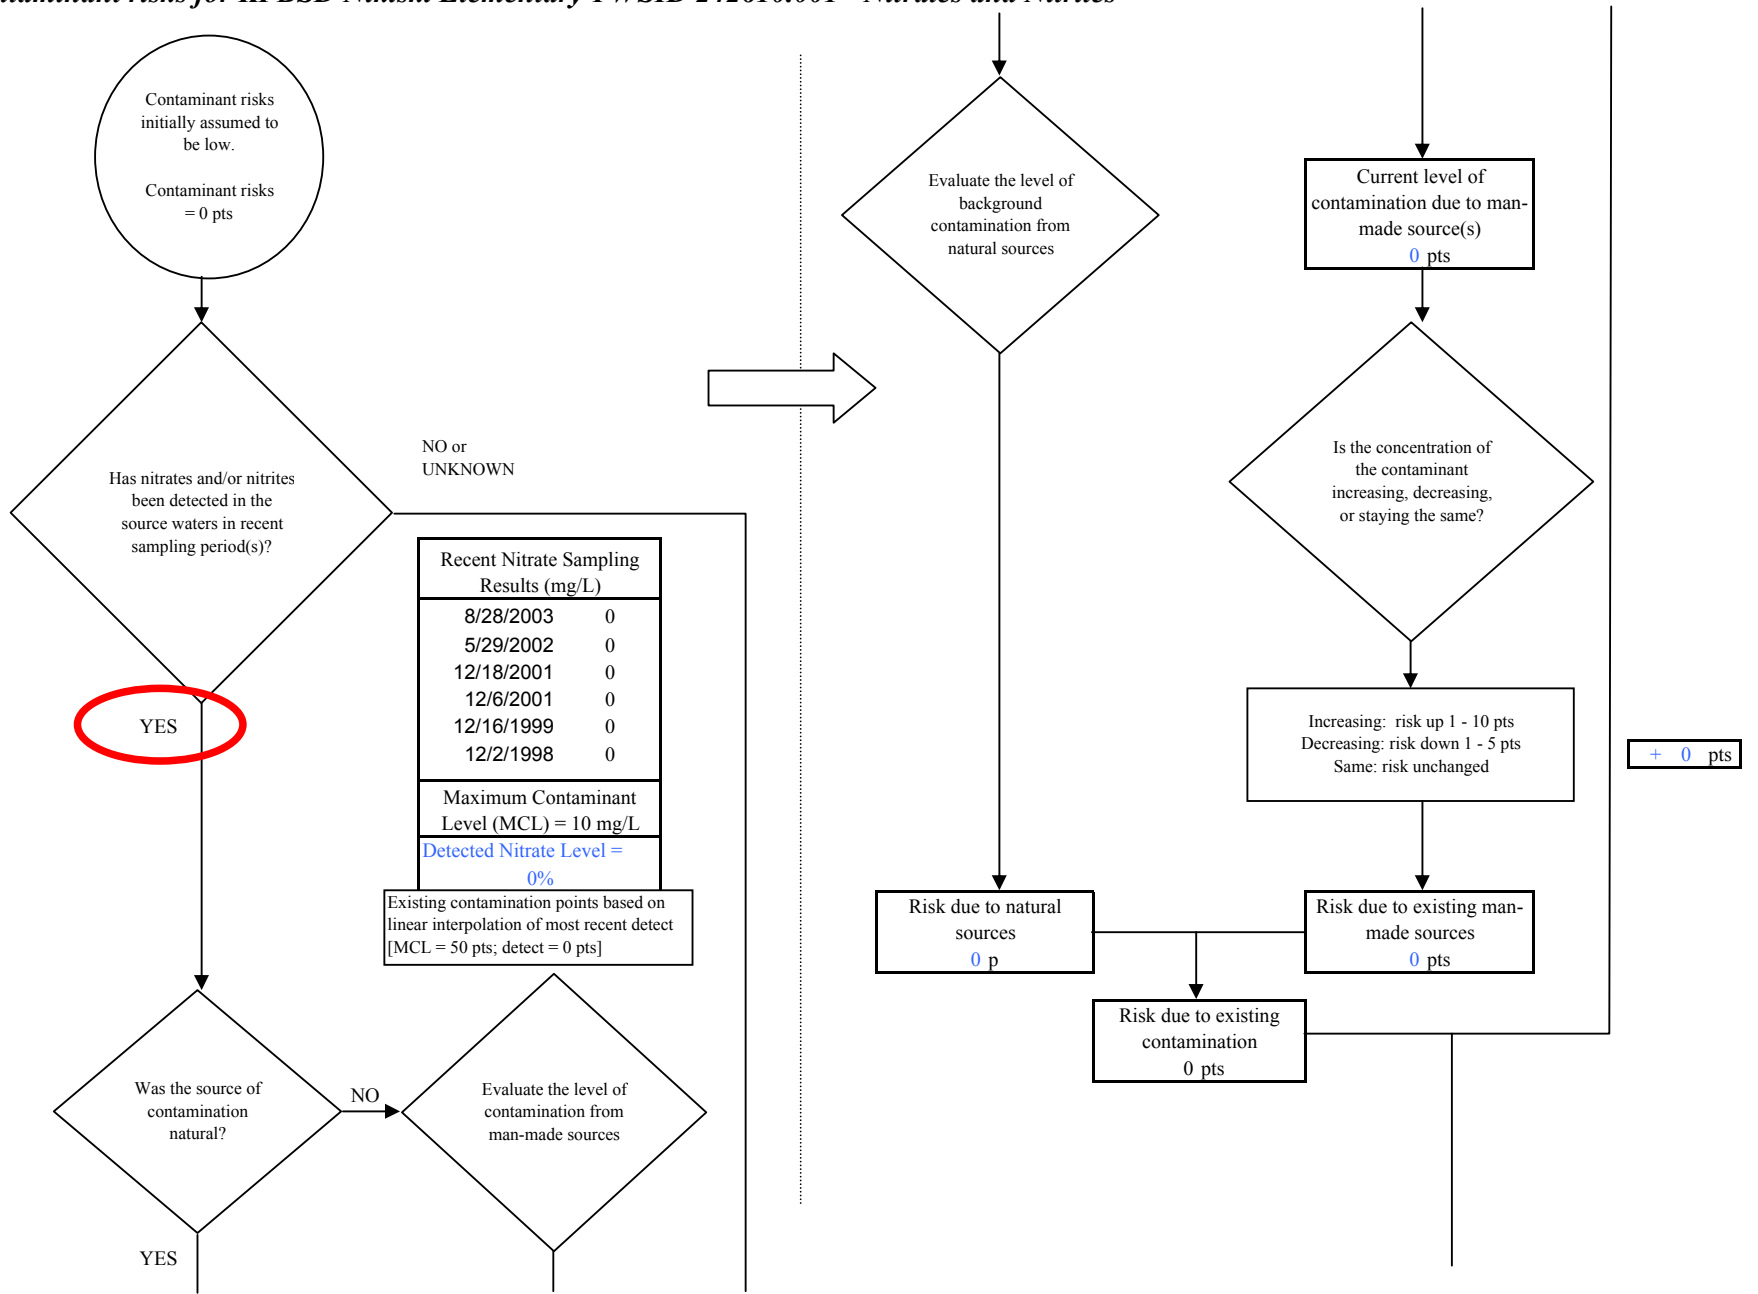 Nitrates and Nitrites
Contaminant risks
initially assumed to
be low.
Contaminant risks
= 0 pts
Has nitrates and/or nitrites
been detected in the
source waters in recent
sampling period(s)?
NO or
UNKNOWN
YES
Recent Nitrate Sampling
Results (mg/L)
8/28/2003 0
5/29/2002 0
12/18/2001 0
12/6/2001 0
12/16/1999 0
12/2/1998 0
Maximum Contaminant
Level (MCL) = 10 mg/L
Detected Nitrate Level =
0%
Existing contamination points based on
linear interpolation of most recent detect
[MCL = 50 pts; detect = 0 pts]
Was the source of
contamination
natural?
NO
YES
Evaluate the level of
contamination from
man-made sources
Evaluate the level of
background
contamination from
natural sources
Risk due to natural
sources
0 p
Current level of
contamination due to man-
made source(s)
0 pts
Is the concentration of
the contaminant
increasing, decreasing,
or staying the same?
Increasing: risk up 1 - 10 pts
Decreasing: risk down 1 - 5 pts
Same: risk unchanged
+ 0 pts
Risk due to existing man-
made sources
0 pts
Risk due to existing
contamination
0 pts